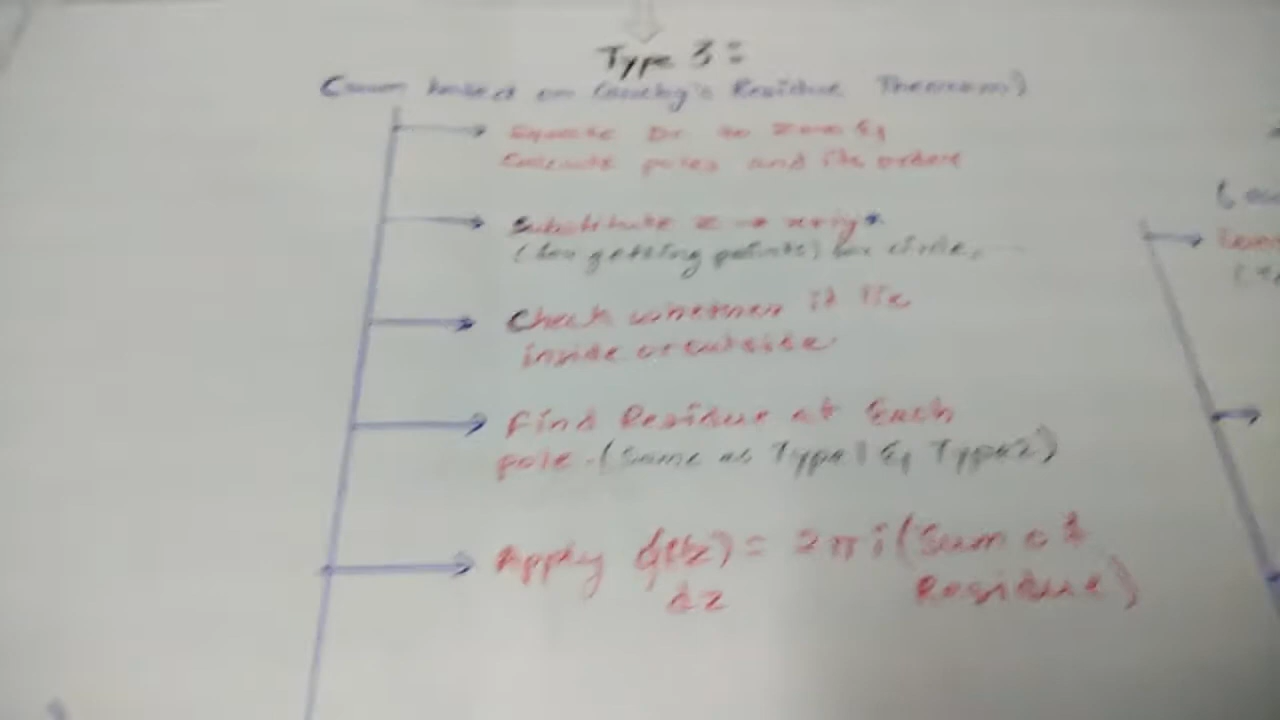 Type 3:
(Sum based on Cauchy's Residue Theorem)
Equate Dr to zero &
Calculate poles and its orders
Substitute z → x+iy
(for getting points) for circle.
Check whether it lie
inside or outside.
Find Residue at Each
pole. (Same as Type 1 & Type 2)
Apply ∮f(z) = 2πi (Sum of
dz Residue)